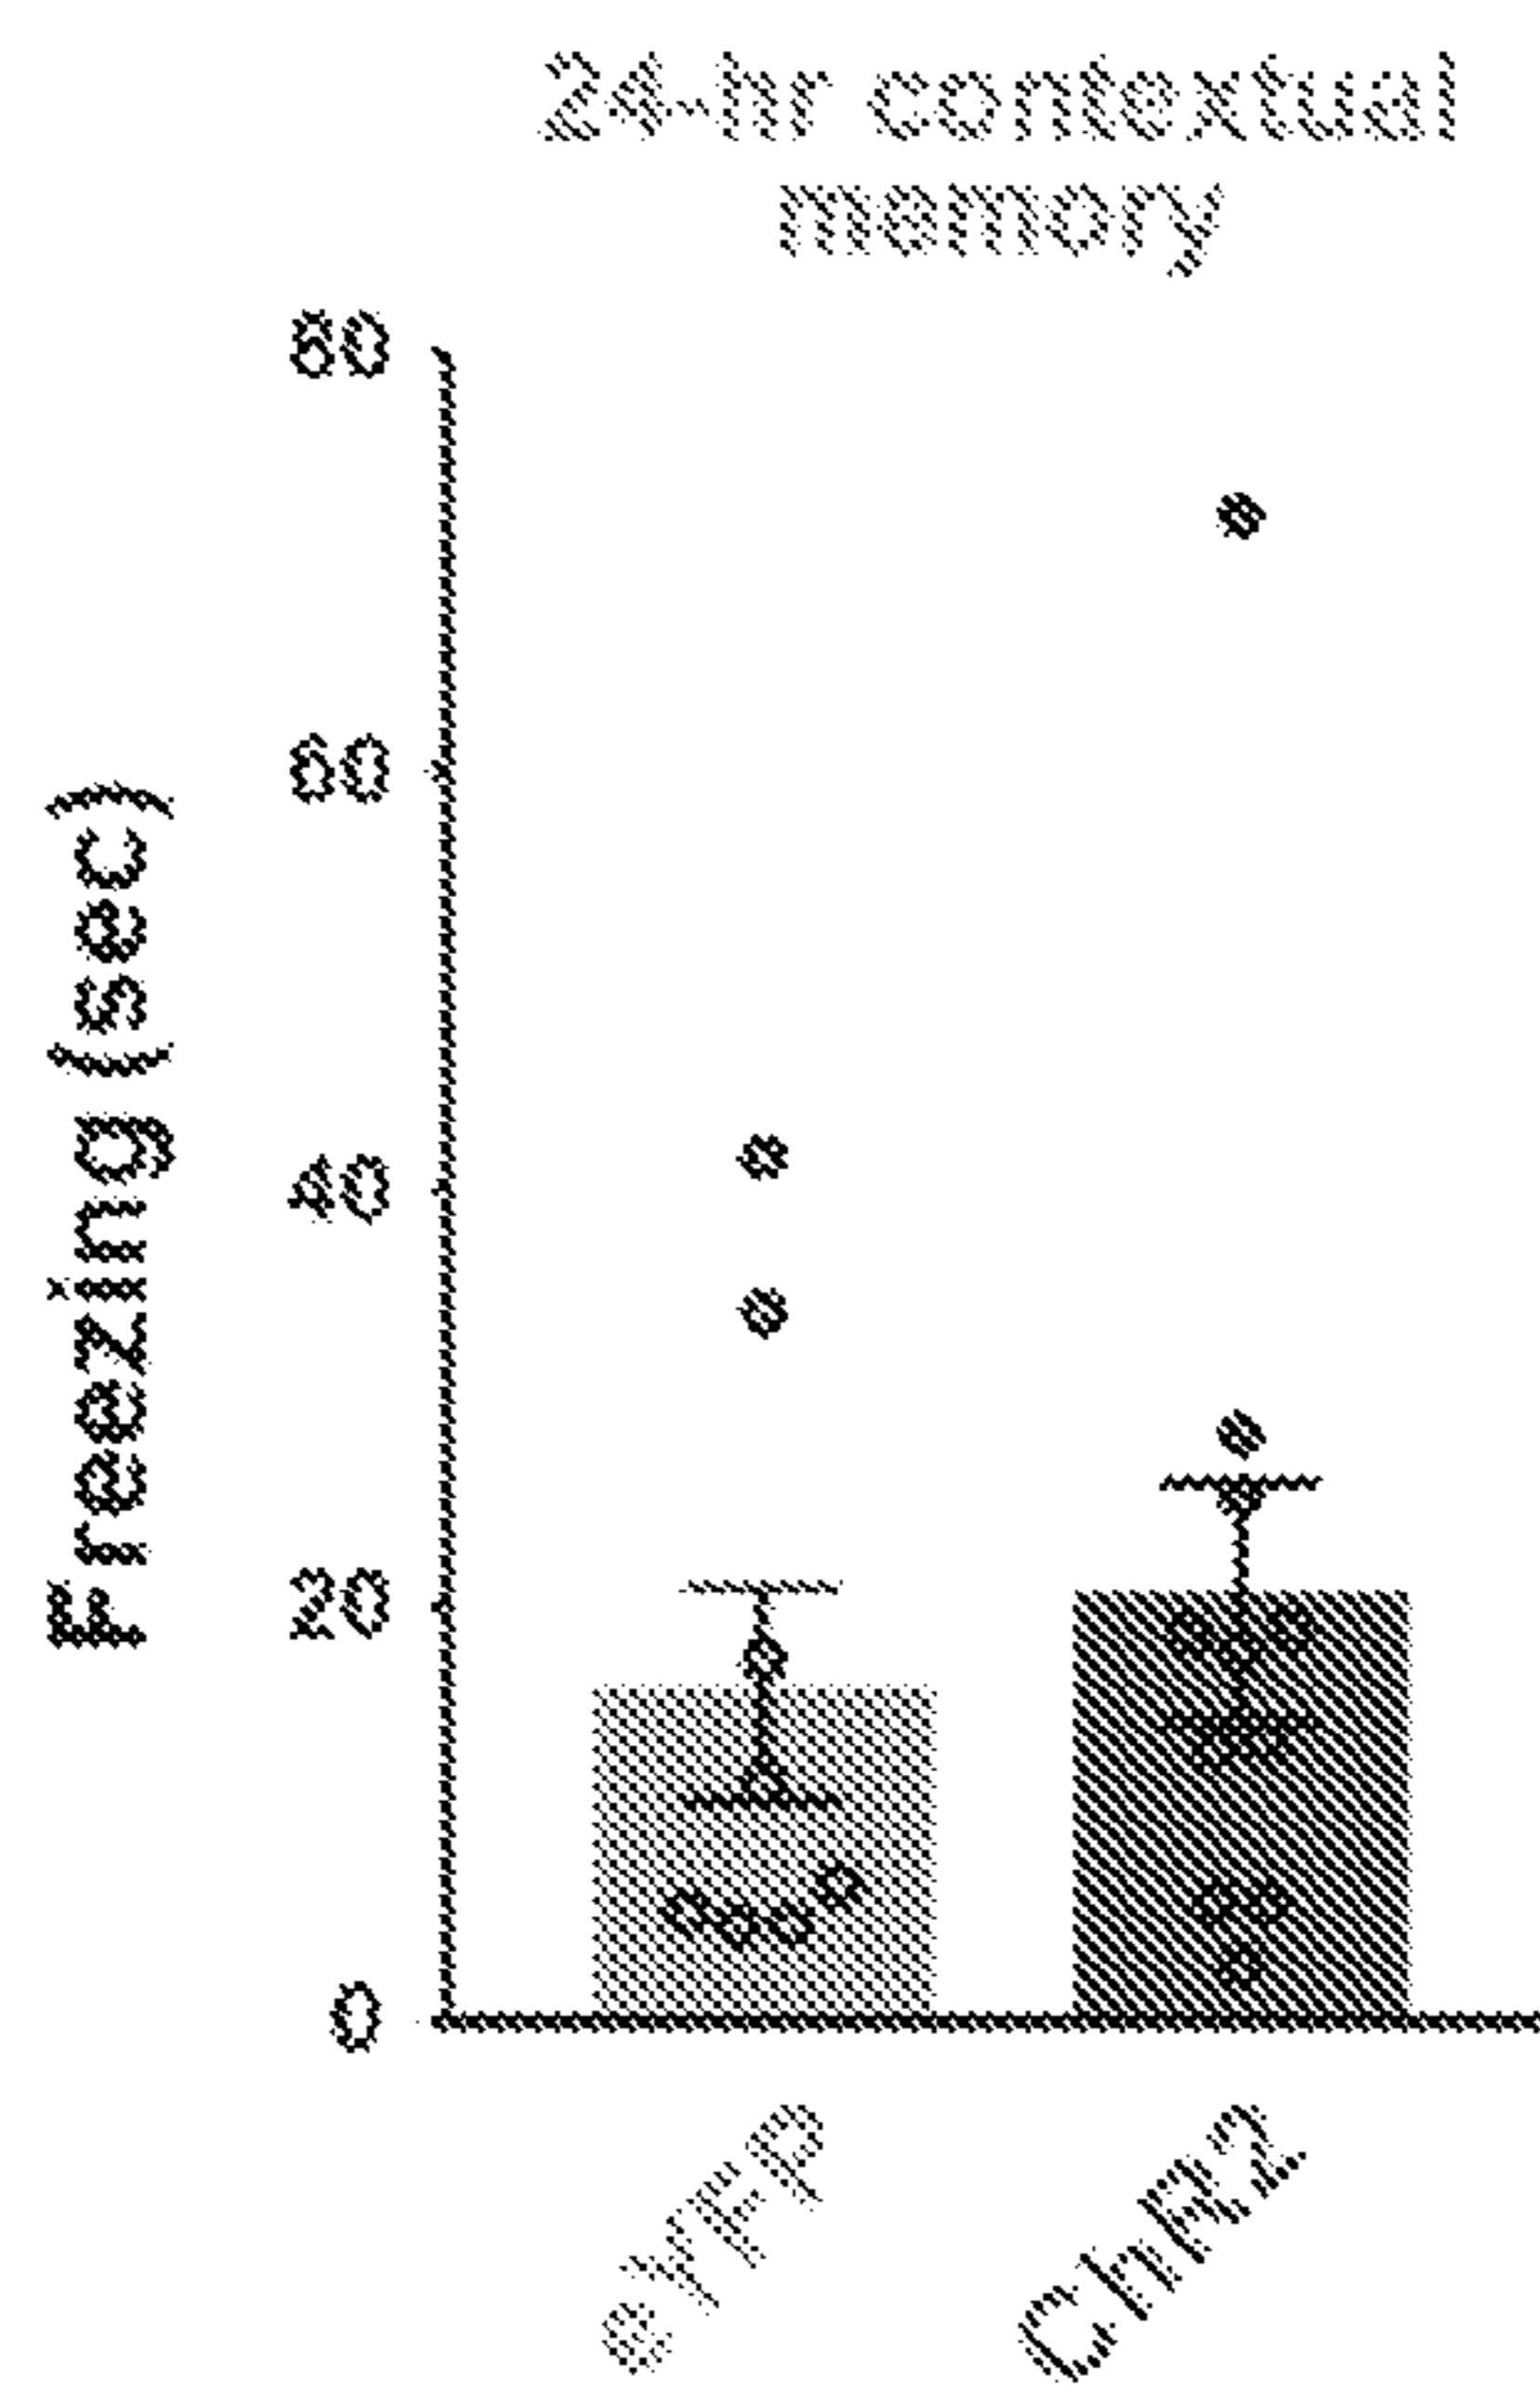 24-hr contextual
memory
80
60
40
20
0
Freezing (sec)
eYFP
ChR2